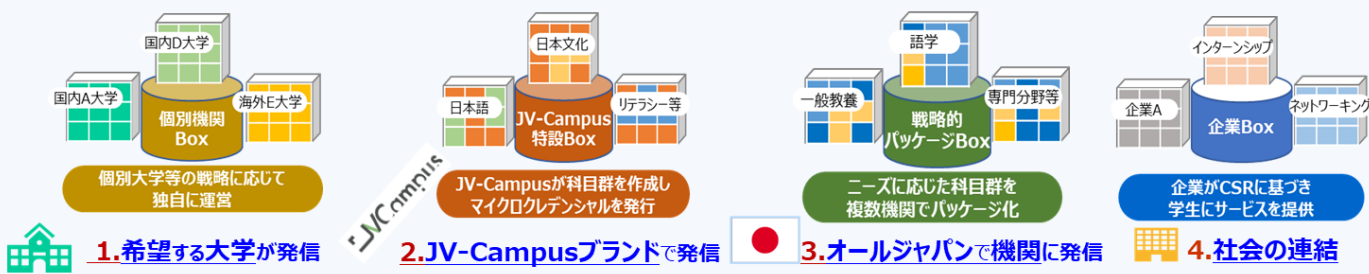 国内D大学
国内A大学
海外E大学
個別機関
Box
個別大学等の戦略に応じて
独自に運営
1.希望する大学が発信
日本文化
日本語
リテラシー等
JV-Campus
特設Box
JV-Campusが科目群を作成し
マイクロクレデンシャルを発行
JVCampus
2.JV-Campusブランドで発信
語学
一般教養
専門分野等
戦略的
パッケージBox
ニーズに応じた科目群を
複数機関でパッケージ化
3.オールジャパンで機関に発信
インターンシップ
企業A
ネットワーキング
企業Box
企業がCSRに基づき
学生にサービスを提供
4.社会の連結